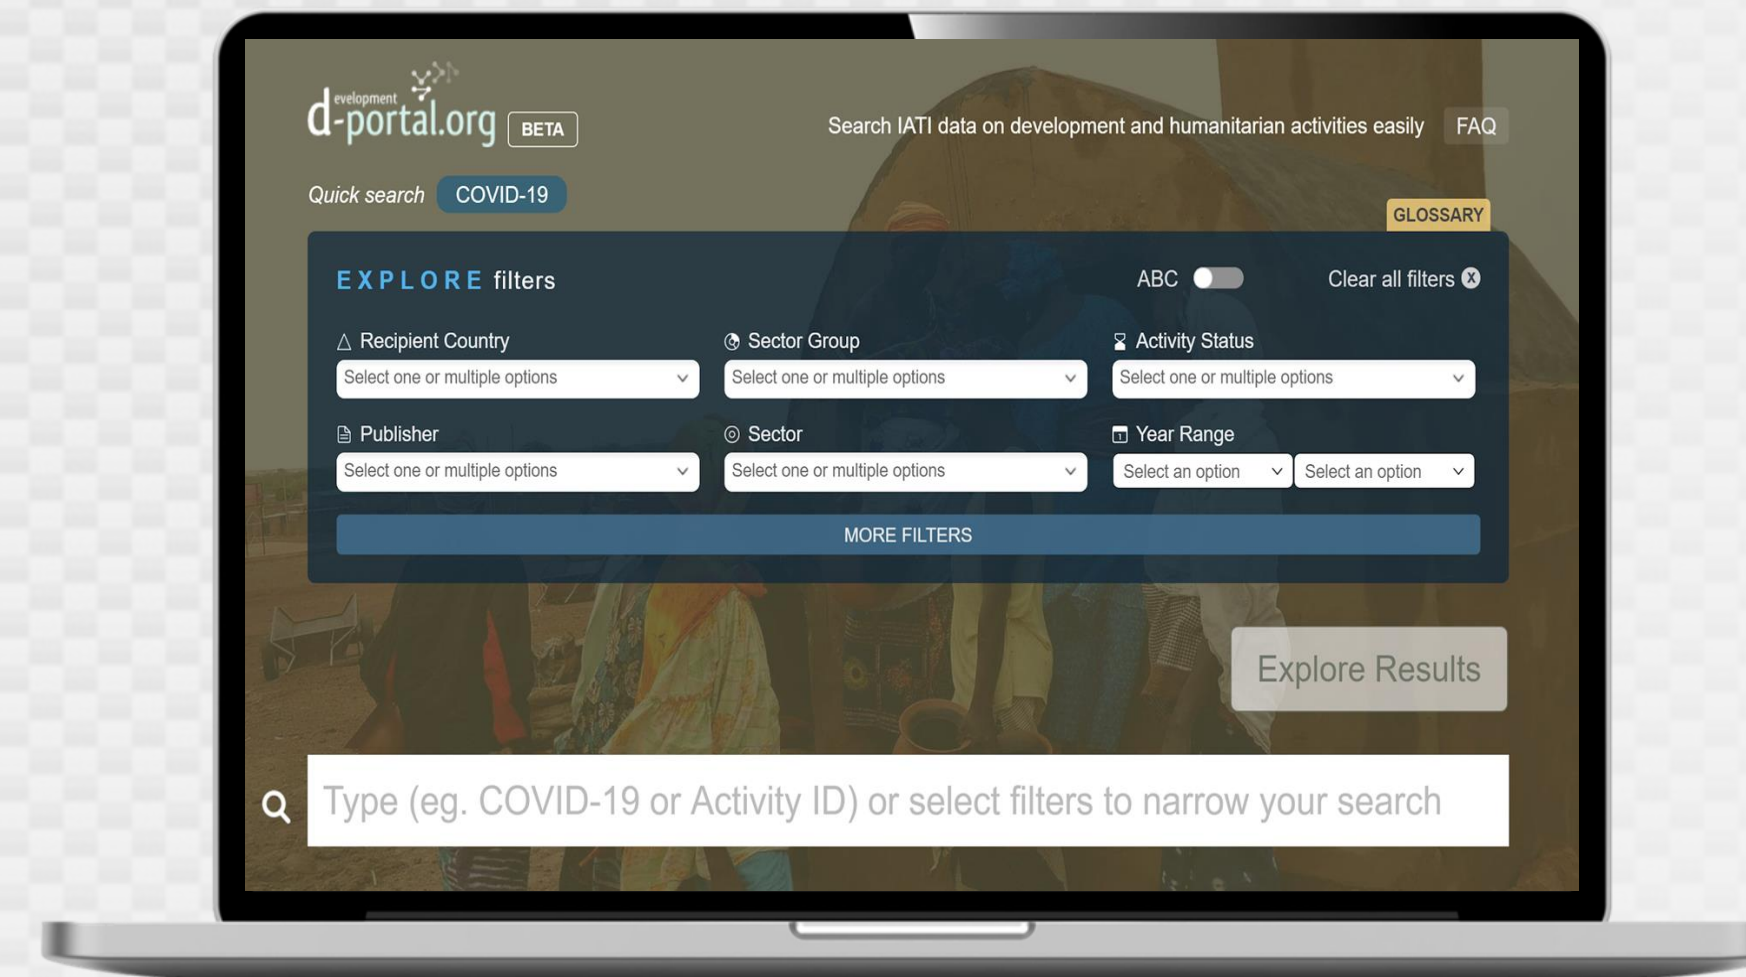 development
d-portal.org BETA
Search IATI data on development and humanitarian activities easily FAQ
Quick search COVID-19
GLOSSARY
EXPLORE filters
ABC
Clear all filters X
Recipient Country
Select one or multiple options
Sector Group
Select one or multiple options
Activity Status
Select one or multiple options
Publisher
Select one or multiple options
Sector
Select one or multiple options
Year Range
Select an option
Select an option
MORE FILTERS
Explore Results
Type (eg. COVID-19 or Activity ID) or select filters to narrow your search